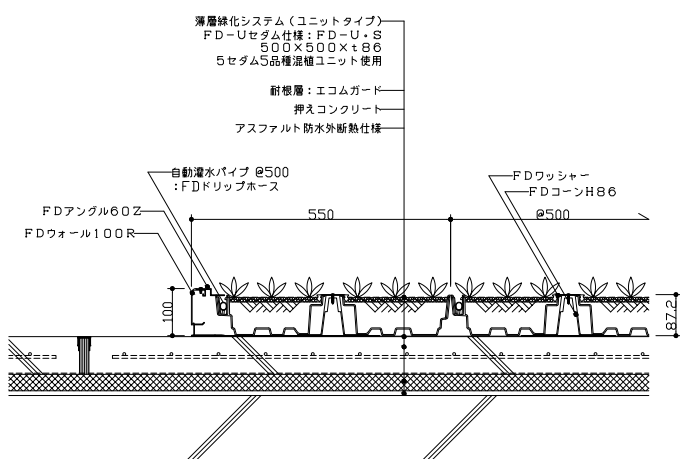 薄層緑化システム（ユニットタイプ）
FD－Uセダム仕様：FD－U・S
500×500×t86
5セダム5品種混植ユニット使用
耐根層：エコムガード
押えコンクリート
アスファルト防水外断熱仕様
自動灌水パイプ @500
：FDドリップホース
FDワッシャー
FDコーンH86
FDアングル60Z
FDウォール100R
550
@500
100
87.2